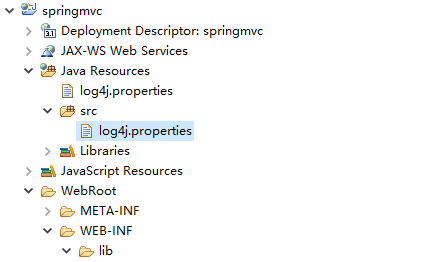 springmvc
Deployment Descriptor: springmvc
JAX-WS Web Services
Java Resources
log4j.properties
src
log4j.properties
Libraries
JavaScript Resources
WebRoot
META-INF
WEB-INF
lib